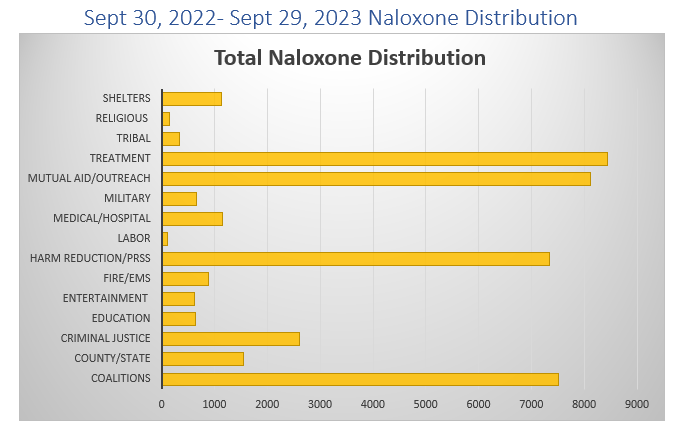 Sept 30, 2022- Sept 29, 2023 Naloxone Distribution
Total Naloxone Distribution
SHELTERS
RELIGIOUS
TRIBAL
TREATMENT
MUTUAL AID/OUTREACH
MILITARY
MEDICAL/HOSPITAL
LABOR
HARM REDUCTION/PRSS
FIRE/EMS
ENTERTAINMENT
EDUCATION
CRIMINAL JUSTICE
COUNTY/STATE
COALITIONS
0 1000 2000 3000 4000 5000 6000 7000 8000 9000